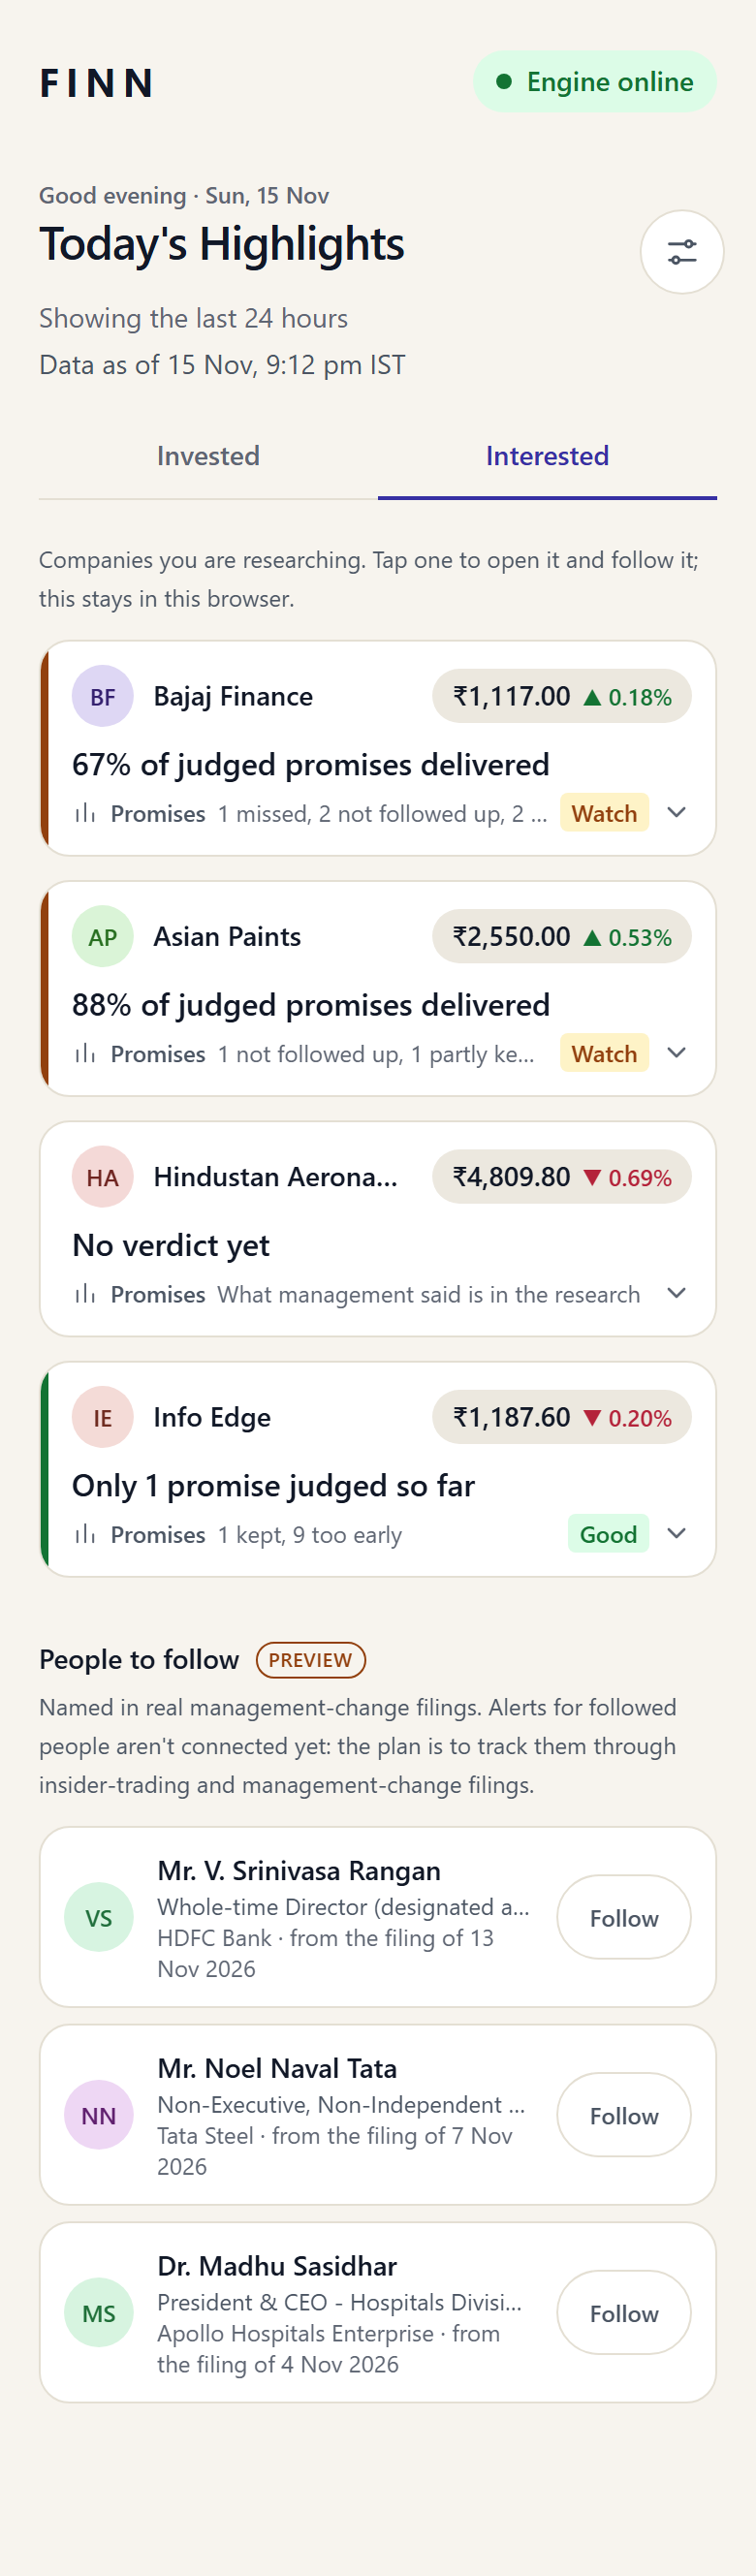 FINN
Engine online
Good evening · Sun, 15 Nov
Today's Highlights
Showing the last 24 hours
Data as of 15 Nov, 9:12 pm IST
Invested
Interested
Companies you are researching. Tap one to open it and follow it;
this stays in this browser.
BF Bajaj Finance ₹1,117.00 ▲ 0.18%
67% of judged promises delivered
Promises 1 missed, 2 not followed up, 2 ... Watch
AP Asian Paints ₹2,550.00 ▲ 0.53%
88% of judged promises delivered
Promises 1 not followed up, 1 partly ke... Watch
HA Hindustan Aerona... ₹4,809.80 ▼ 0.69%
No verdict yet
Promises What management said is in the research
IE Info Edge ₹1,187.60 ▼ 0.20%
Only 1 promise judged so far
Promises 1 kept, 9 too early Good
People to follow PREVIEW
Named in real management-change filings. Alerts for followed
people aren't connected yet: the plan is to track them through
insider-trading and management-change filings.
VS
Mr. V. Srinivasa Rangan
Whole-time Director (designated a...
HDFC Bank · from the filing of 13
Nov 2026
Follow
NN
Mr. Noel Naval Tata
Non-Executive, Non-Independent ...
Tata Steel · from the filing of 7 Nov
2026
Follow
MS
Dr. Madhu Sasidhar
President & CEO - Hospitals Divisi...
Apollo Hospitals Enterprise · from
the filing of 4 Nov 2026
Follow